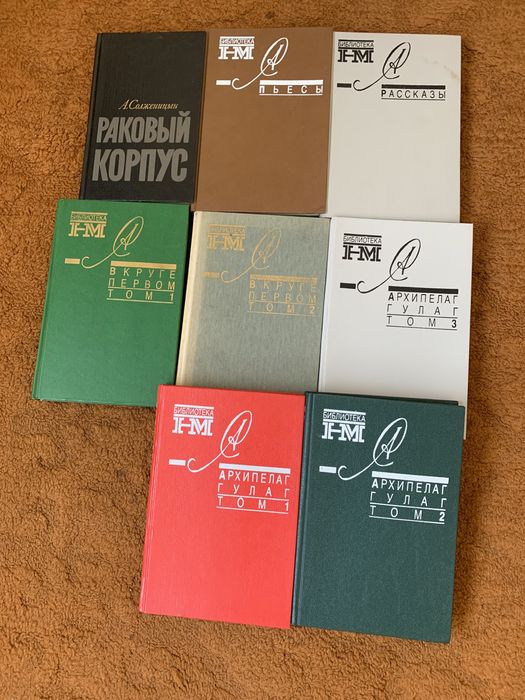 А. Солженицын
РАКОВЫЙ
КОРПУС
БИБЛИОТЕКА
НМ
ПЬЕСЫ
БИБЛИОТЕКА
НМ
РАССКАЗЫ
БИБЛИОТЕКА
НМ
В КРУГЕ
ПЕРВОМ
ТОМ 1
БИБЛИОТЕКА
НМ
В КРУГЕ
ПЕРВОМ
ТОМ 2
БИБЛИОТЕКА
НМ
АРХИПЕЛАГ
ГУЛАГ
ТОМ 3
БИБЛИОТЕКА
НМ
АРХИПЕЛАГ
ГУЛАГ
ТОМ 1
БИБЛИОТЕКА
НМ
АРХИПЕЛАГ
ГУЛАГ
ТОМ 2